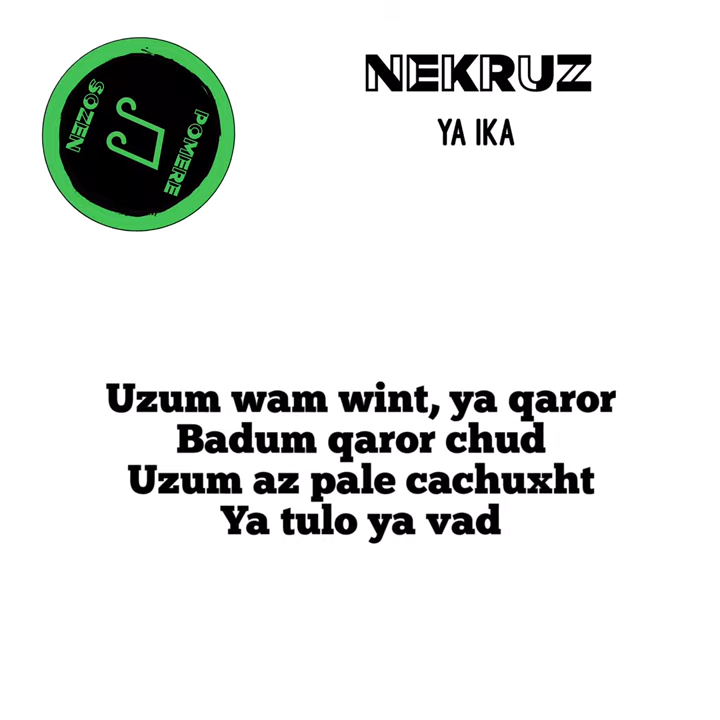 SOZEN
POMERE
NEKRUZ
YA IKA
Uzum wam wint, ya qaror
Badum qaror chud
Uzum az pale cachuxht
Ya tulo ya vad